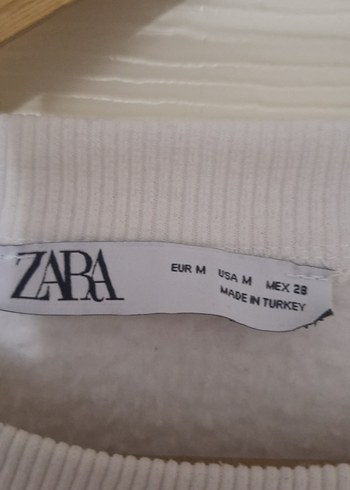 ZARA
EUR M USA M MEX 28
MADE IN TURKEY